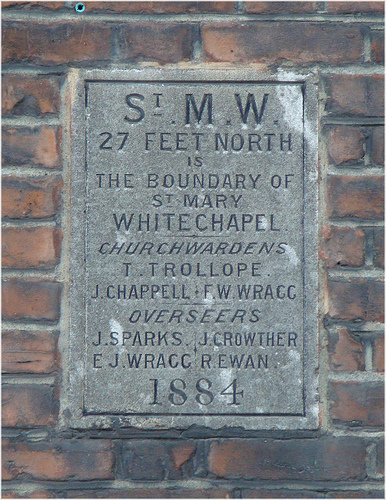 ST. M. W.
27 FEET NORTH
IS
THE BOUNDARY OF
ST MARY
WHITECHAPEL
CHURCHWARDENS
T. TROLLOPE.
J. CHAPPELL. F. W. WRAGG
OVERSEERS
J. SPARKS. J. CROWTHER
E J. WRAGG R. EWAN.
1884